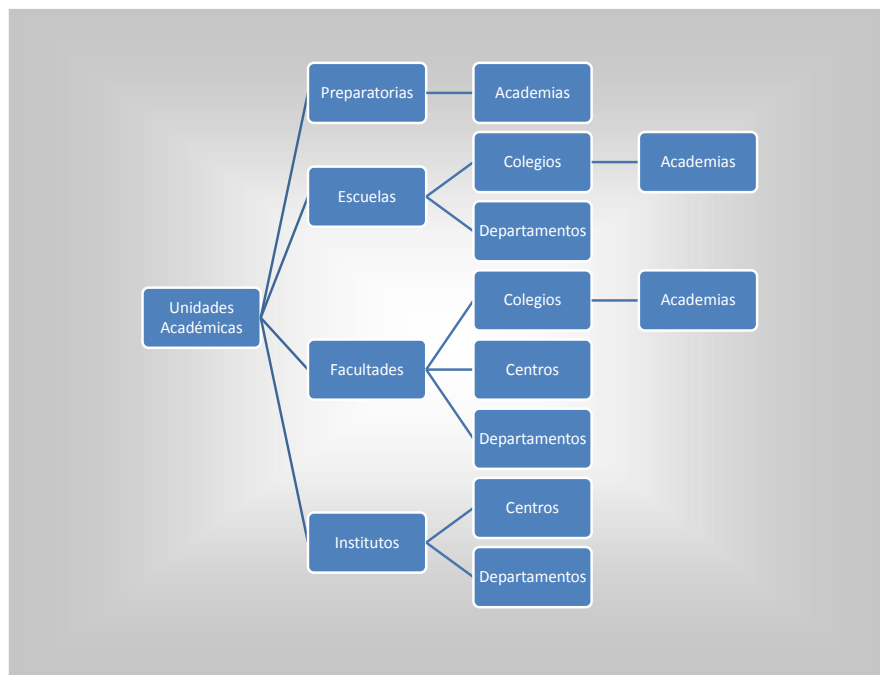 Preparatorias
Academias
Colegios
Academias
Escuelas
Departamentos
Unidades
Académicas
Colegios
Academias
Facultades
Centros
Departamentos
Centros
Institutos
Departamentos